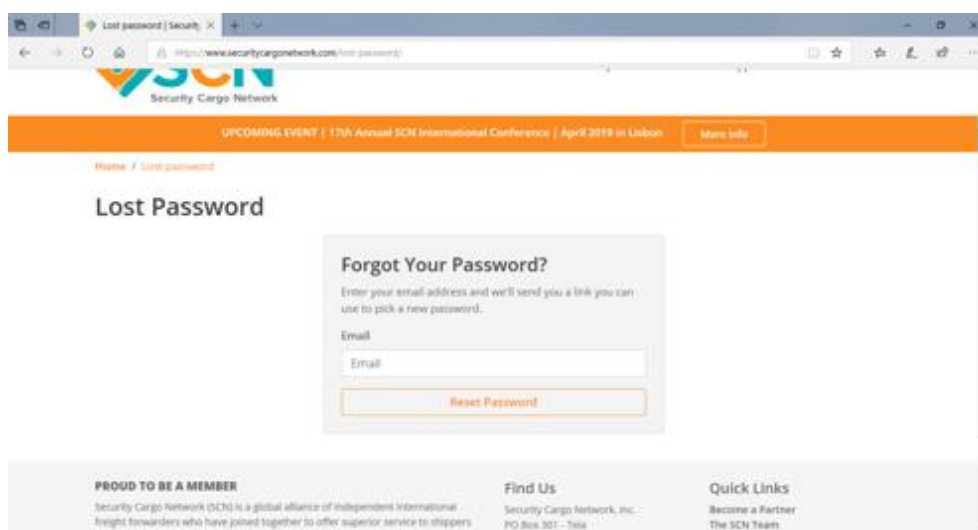 Lost password | Security
https://www.securitycargonetwork.com/lost-password/
SCN
Security Cargo Network
UPCOMING EVENT | 17th Annual SCN International Conference | April 2019 in Lisbon
More Info
Home / Lost password
Lost Password
Forgot Your Password?
Enter your email address and we'll send you a link you can
use to pick a new password.
Email
Email
Reset Password
PROUD TO BE A MEMBER
Find Us
Quick Links
Security Cargo Network (SCN) is a global alliance of independent international
Security Cargo Network, Inc.
Become a Partner
freight forwarders who have joined together to offer superior service to shippers
PO Box 301 - Tela
The SCN Team